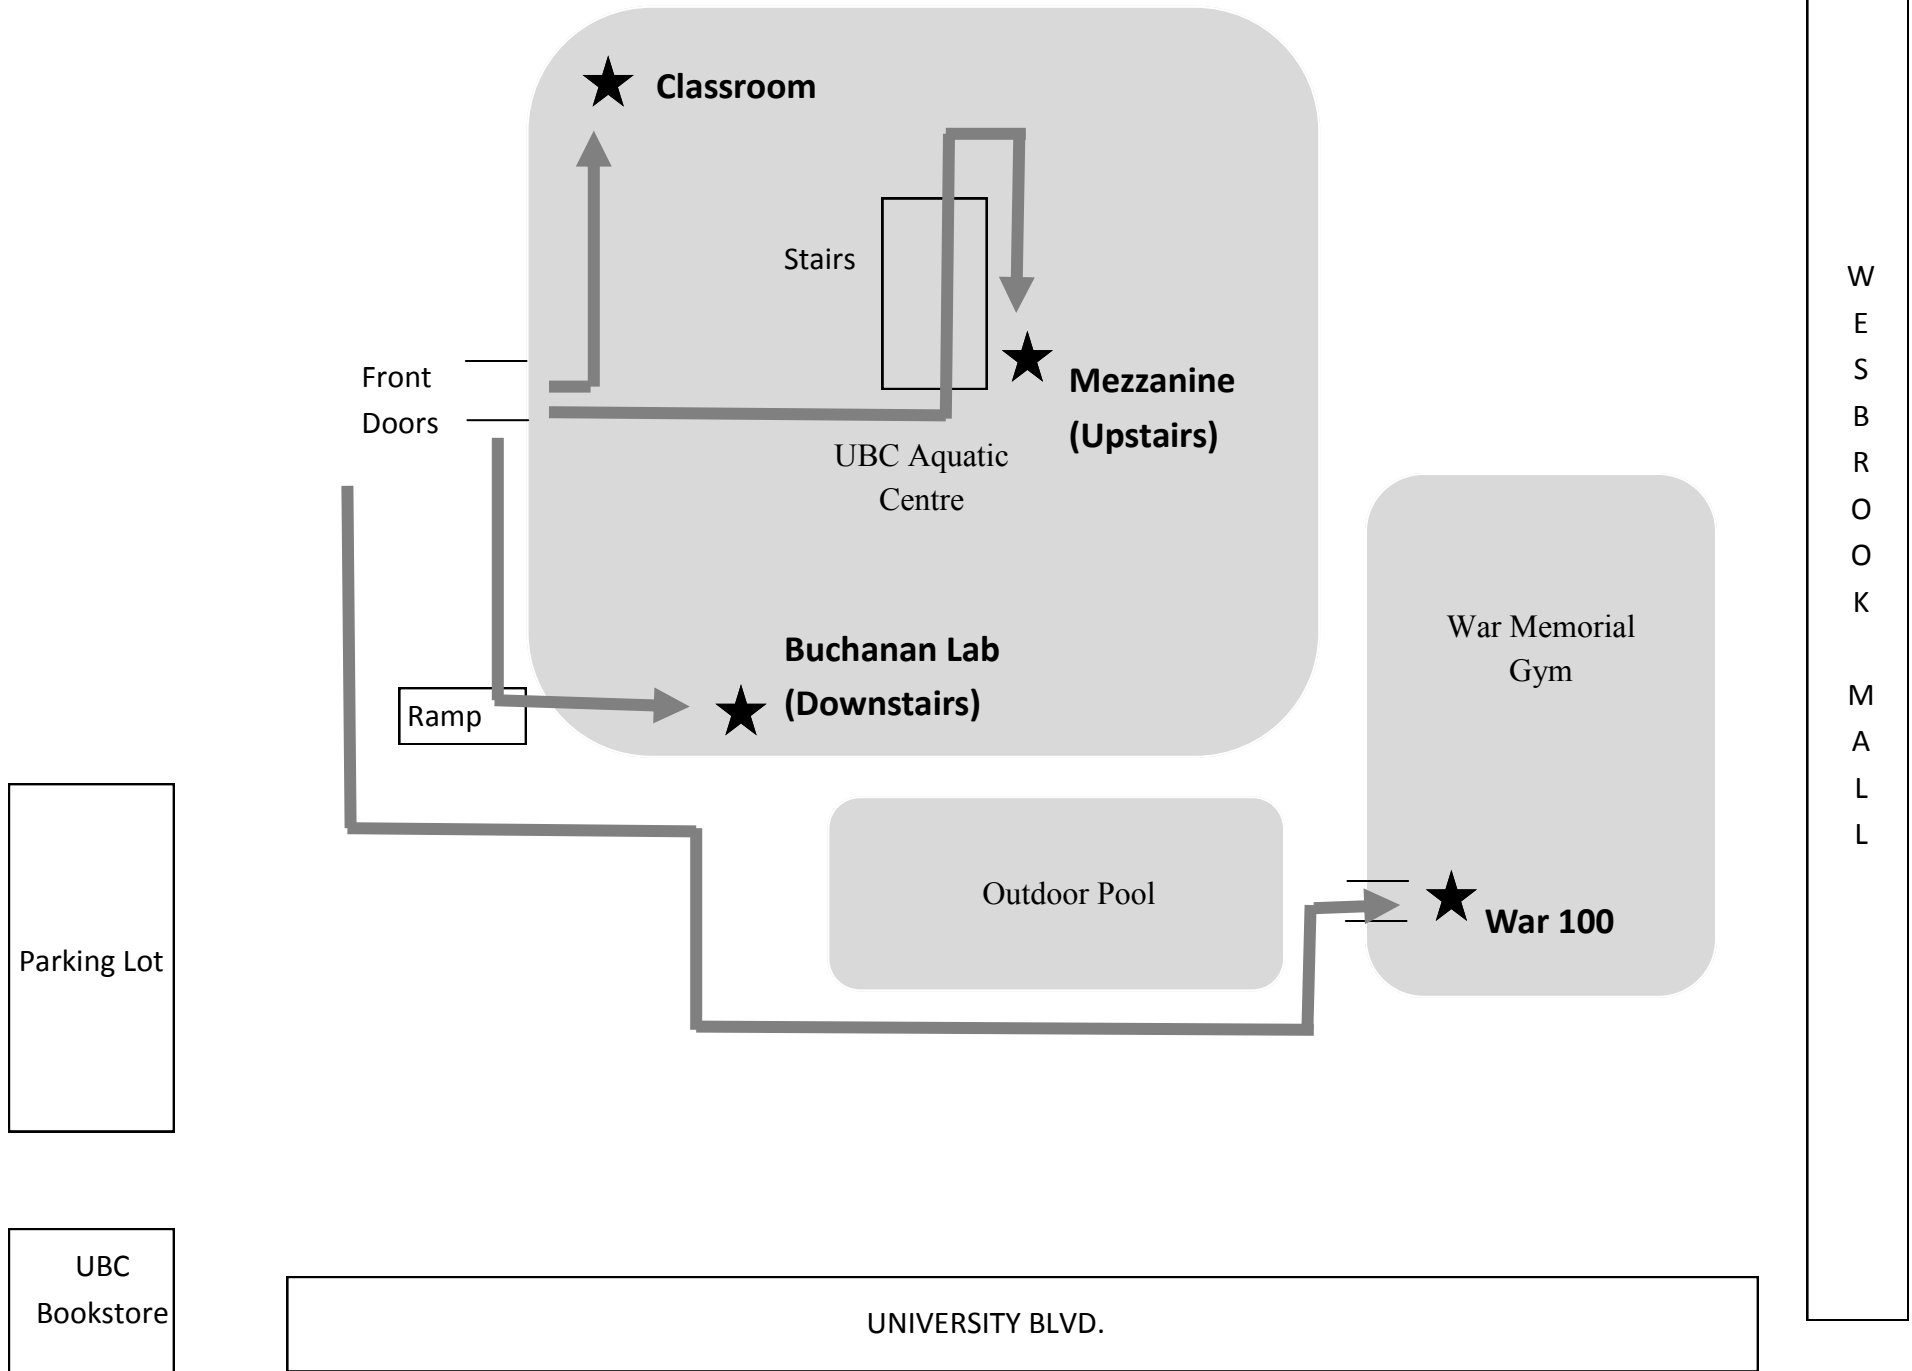 Classroom
Stairs
Front
Doors
Mezzanine
(Upstairs)
UBC Aquatic
Centre
Buchanan Lab
(Downstairs)
Ramp
War Memorial
Gym
W
E
S
B
R
O
O
K
M
A
L
L
Outdoor Pool
War 100
Parking Lot
UBC
Bookstore
UNIVERSITY BLVD.